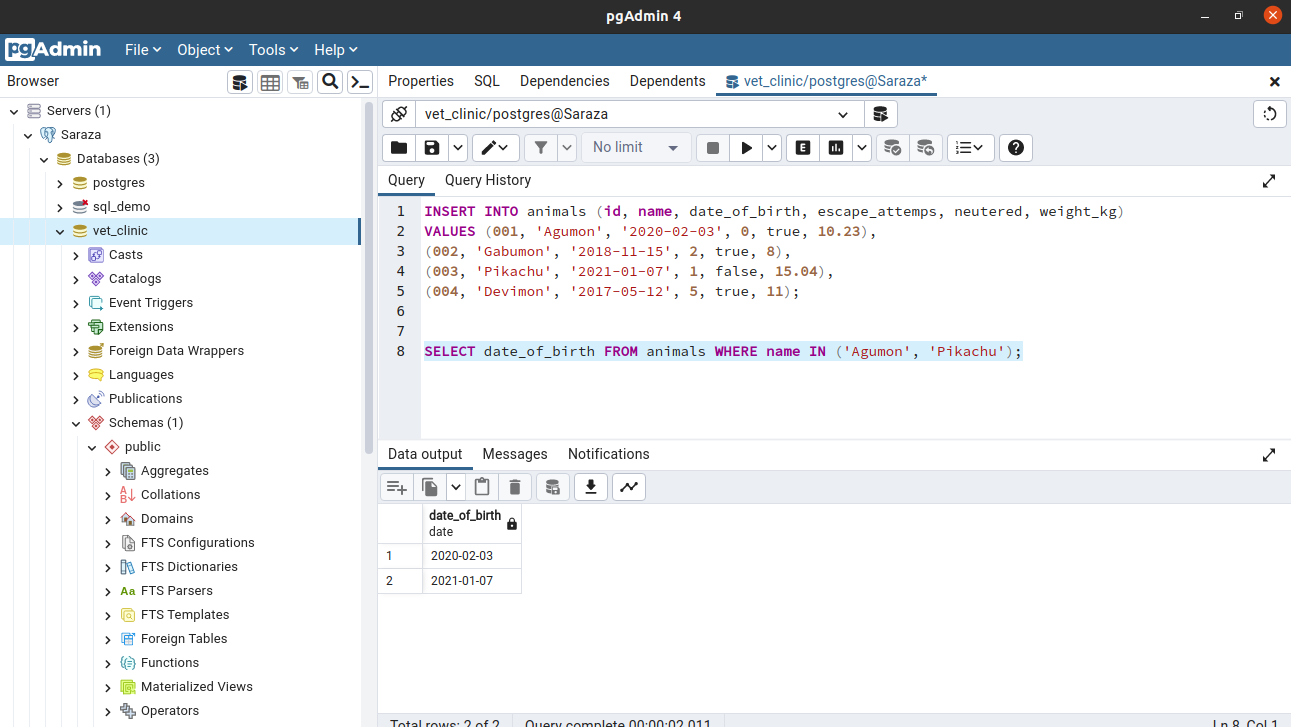 pgAdmin 4
pgAdmin File Object Tools Help
Browser
Properties SQL Dependencies Dependents vet_clinic/postgres@Saraza*
Servers (1)
Saraza
Databases (3)
postgres
sql_demo
vet_clinic
Casts
Catalogs
Event Triggers
Extensions
Foreign Data Wrappers
Languages
Publications
Schemas (1)
public
Aggregates
Collations
Domains
FTS Configurations
FTS Dictionaries
Aa FTS Parsers
FTS Templates
Foreign Tables
Functions
Materialized Views
Operators
vet_clinic/postgres@Saraza
No limit
E
Query Query History
1 INSERT INTO animals (id, name, date_of_birth, escape_attemps, neutered, weight_kg)
2 VALUES (001, 'Agumon', '2020-02-03', 0, true, 10.23),
3 (002, 'Gabumon', '2018-11-15', 2, true, 8),
4 (003, 'Pikachu', '2021-01-07', 1, false, 15.04),
5 (004, 'Devimon', '2017-05-12', 5, true, 11);
6
7
8 SELECT date_of_birth FROM animals WHERE name IN ('Agumon', 'Pikachu');
Data output Messages Notifications
date_of_birth
date
1 2020-02-03
2 2021-01-07
Total rows: 2 of 2 Query complete 00:00:02.011 Ln 8, Col 1